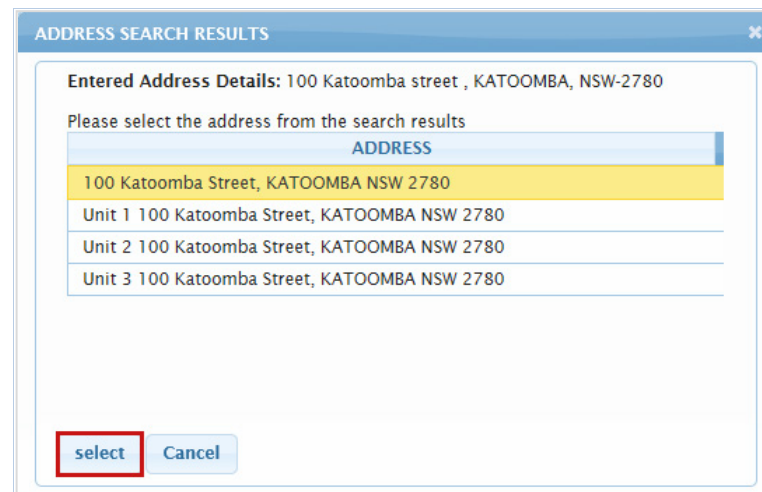 ADDRESS SEARCH RESULTS
Entered Address Details: 100 Katoomba street , KATOOMBA, NSW-2780
Please select the address from the search results
ADDRESS
100 Katoomba Street, KATOOMBA NSW 2780
Unit 1 100 Katoomba Street, KATOOMBA NSW 2780
Unit 2 100 Katoomba Street, KATOOMBA NSW 2780
Unit 3 100 Katoomba Street, KATOOMBA NSW 2780
select Cancel